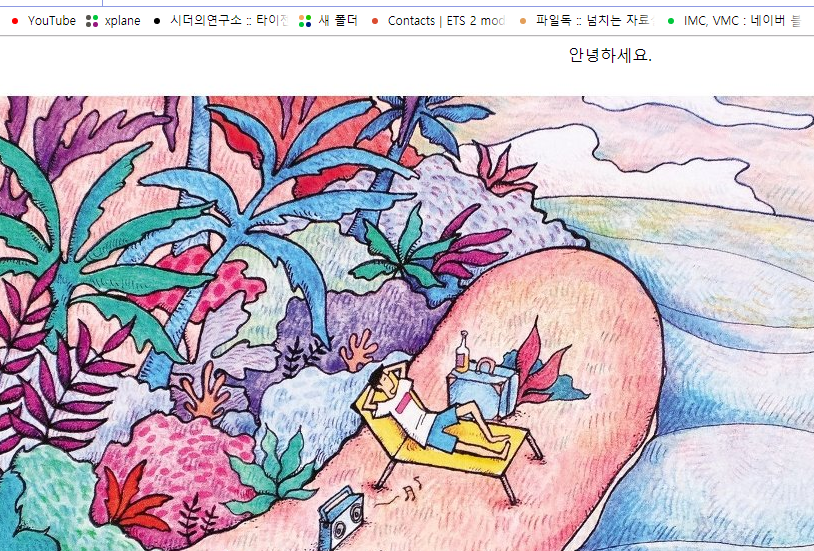 YouTube xplane 시더의연구소 :: 타이 새 폴더 Contacts | ETS 2 mod 파일독 :: 넘치는 자료 IMC, VMC : 네이버 블
안녕하세요.